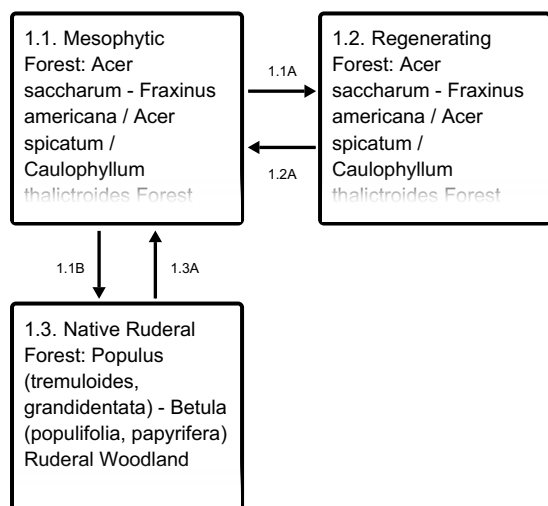 1.1. Mesophytic
Forest: Acer
saccharum - Fraxinus
americana / Acer
spicatum /
Caulophyllum
thalictroides Forest
1.1A
1.2A
1.2. Regenerating
Forest: Acer
saccharum - Fraxinus
americana / Acer
spicatum /
Caulophyllum
thalictroides Forest
1.1B
1.3A
1.3. Native Ruderal
Forest: Populus
(tremuloides,
grandidentata) - Betula
(populifolia, papyrifera)
Ruderal Woodland